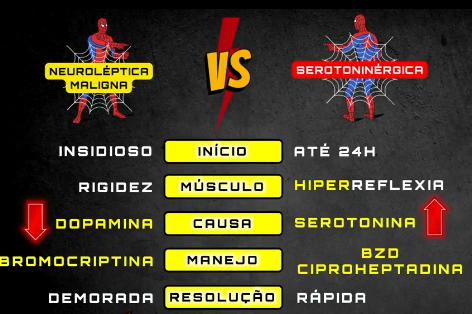 NEUROLÉPTICA
MALIGNA
VS
SEROTONINÉRGICA
INSIDIOSO INÍCIO ATÉ 24H
RIGIDEZ MÚSCULO HIPERREFLEXIA
DOPAMINA CAUSA SEROTONINA
BROMOCRIPTINA MANEJO BZD
CIPROHEPTADINA
DEMORADA RESOLUÇÃO RÁPIDA